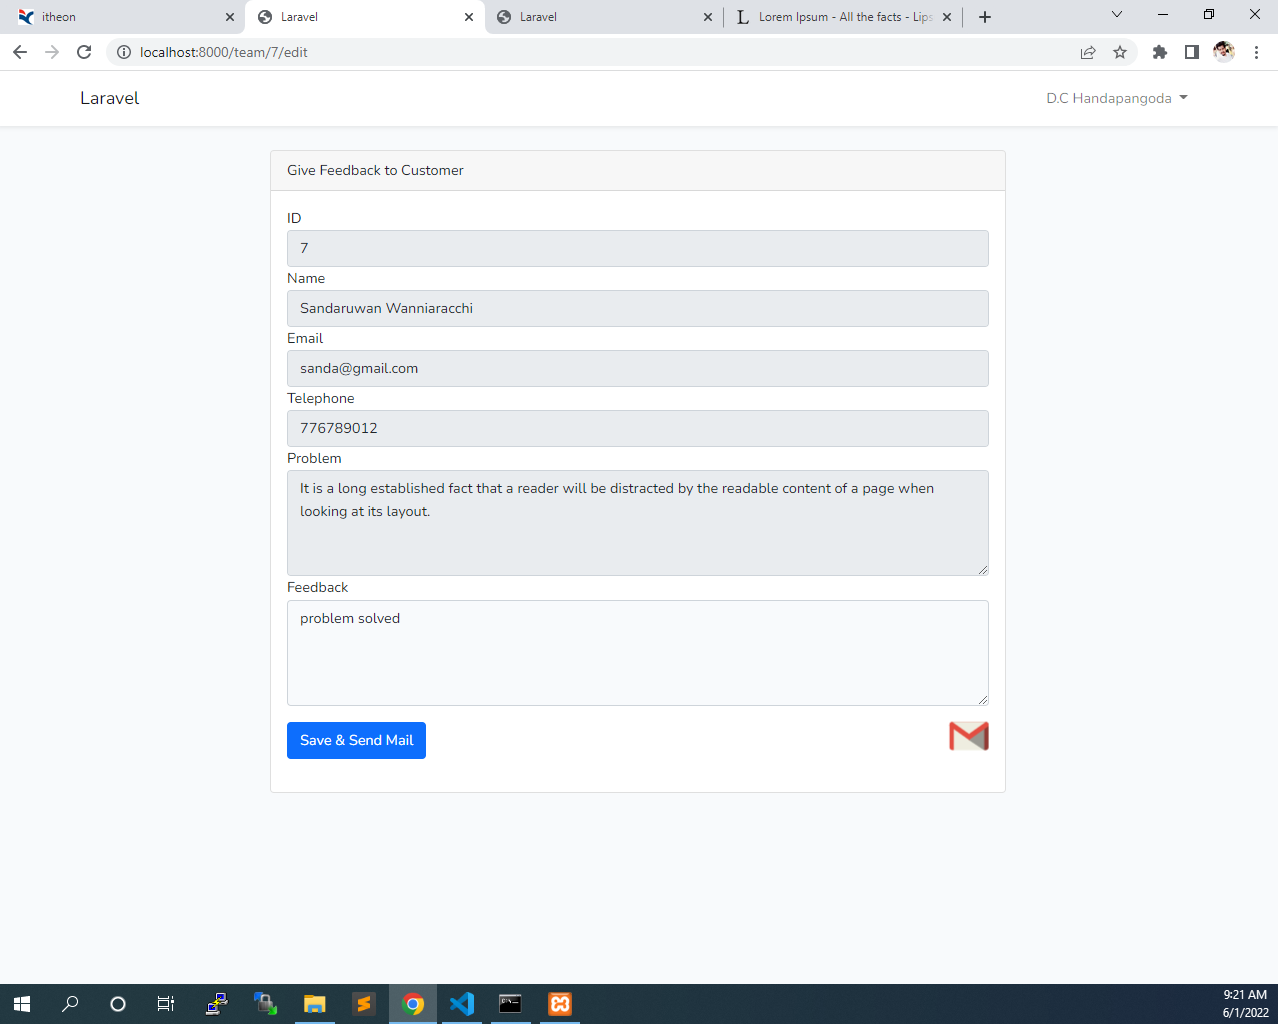 itheon
Laravel
Laravel
Lorem Ipsum - All the facts - Lips
localhost:8000/team/7/edit
Laravel
D.C Handapangoda
Give Feedback to Customer
ID
7
Name
Sandaruwan Wanniaracchi
Email
sanda@gmail.com
Telephone
776789012
Problem
It is a long established fact that a reader will be distracted by the readable content of a page when
looking at its layout.
Feedback
problem solved
Save & Send Mail
9:21 AM
6/1/2022